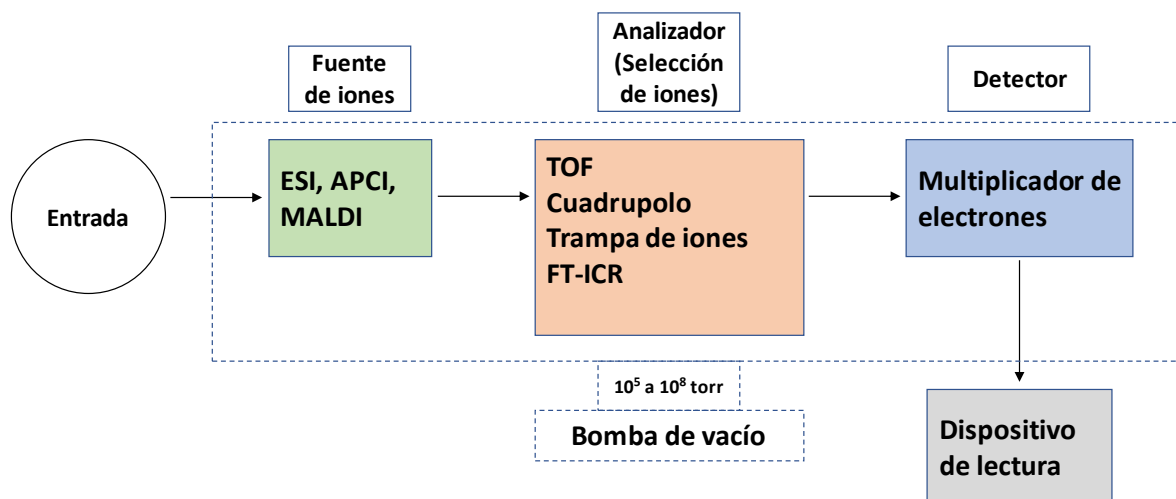 Fuente
de iones
Analizador
(Selección
de iones)
Detector
Entrada
ESI, APCI,
MALDI
TOF
Cuadrupolo
Trampa de iones
FT-ICR
Multiplicador de
electrones
10⁵ a 10⁸ torr
Bomba de vacío
Dispositivo
de lectura